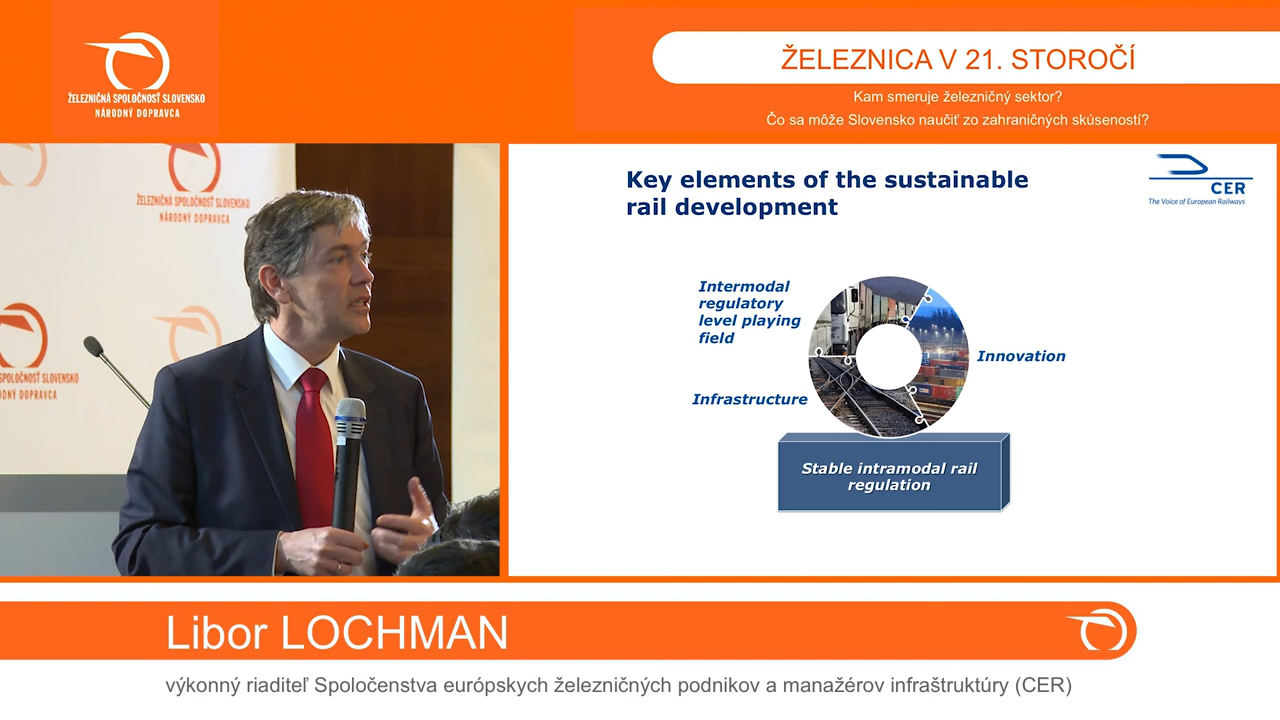 ŽELEZNIČNÁ SPOLOČNOSŤ SLOVENSKO
NÁRODNÝ DOPRAVCA
ŽELEZNICA V 21. STOROČÍ
Kam smeruje železničný sektor?
Čo sa môže Slovensko naučiť zo zahraničných skúseností?
ŽELEZNIČNÁ SPOLOČNOSŤ SLOVENSKO
NÁRODNÝ DOPRAVCA
SPOLOČNOSŤ SLOVENSKO
DOPRAVCA
Key elements of the sustainable
rail development
CER
The Voice of European Railways
Intermodal
regulatory
level playing
field
Innovation
Infrastructure
Stable intramodal rail
regulation
Libor LOCHMAN
výkonný riaditeľ Spoločenstva európskych železničných podnikov a manažérov infraštruktúry (CER)